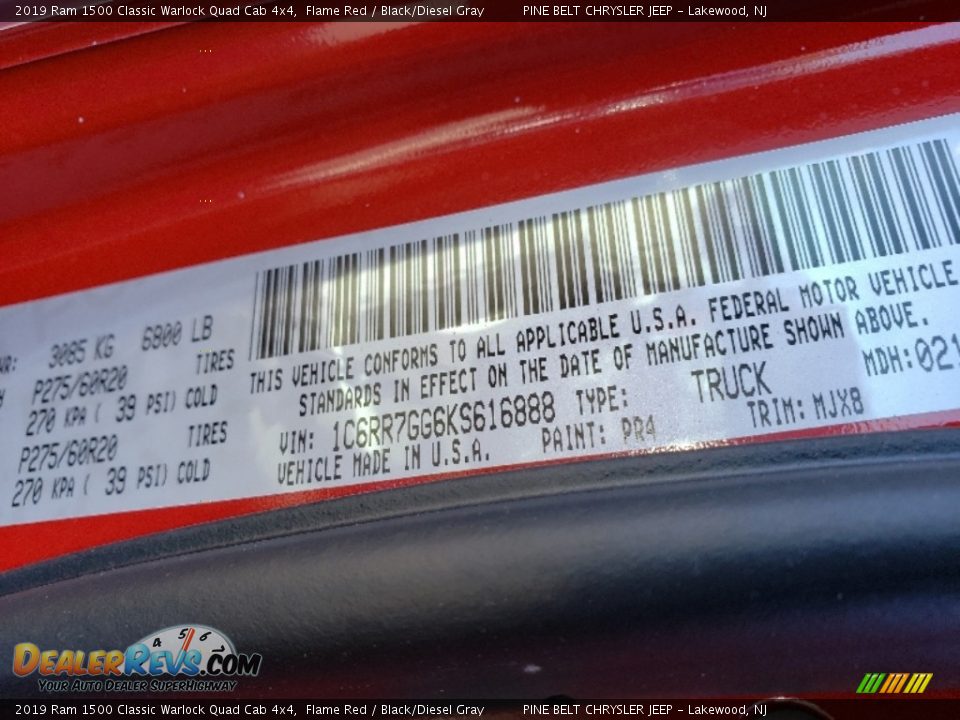 2019 Ram 1500 Classic Warlock Quad Cab 4x4, Flame Red / Black/Diesel Gray PINE BELT CHRYSLER JEEP - Lakewood, NJ
3085 KG 6800 LB
P275/60R20 TIRES
270 KPA ( 39 PSI) COLD
P275/60R20 TIRES
270 KPA ( 39 PSI) COLD
THIS VEHICLE CONFORMS TO ALL APPLICABLE U.S.A. FEDERAL MOTOR VEHICLE
STANDARDS IN EFFECT ON THE DATE OF MANUFACTURE SHOWN ABOVE.
VIN: 1C6RR7GG6KS616888 TYPE: TRUCK MDH: 021
VEHICLE MADE IN U.S.A. PAINT: PR4 TRIM: MJX8
4 5 6
DEALERREVS.COM
YOUR AUTO DEALER SUPERHIGHWAY
2019 Ram 1500 Classic Warlock Quad Cab 4x4, Flame Red / Black/Diesel Gray PINE BELT CHRYSLER JEEP - Lakewood, NJ